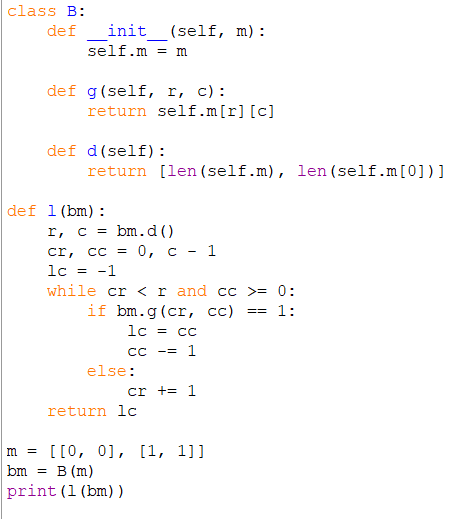 class B:
    def __init__(self, m):
        self.m = m

    def g(self, r, c):
        return self.m[r][c]

    def d(self):
        return [len(self.m), len(self.m[0])]

def l(bm):
    r, c = bm.d()
    cr, cc = 0, c - 1
    lc = -1
    while cr < r and cc >= 0:
        if bm.g(cr, cc) == 1:
            lc = cc
            cc -= 1
        else:
            cr += 1
    return lc

m = [[0, 0], [1, 1]]
bm = B(m)
print(l(bm))